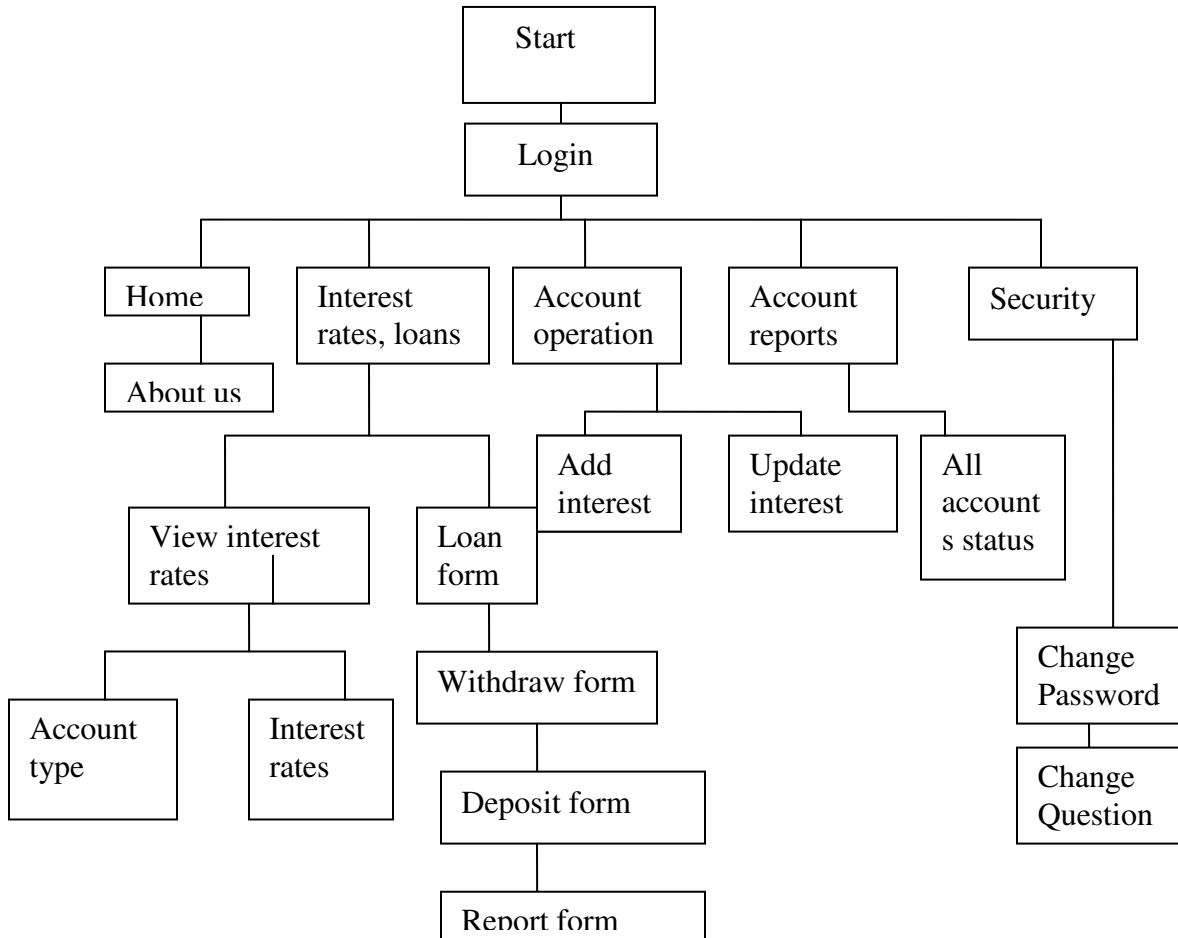 Start
Login
Home
Interest
rates, loans
Account
operation
Account
reports
Security
About us
Add
interest
Update
interest
All
account
s status
View interest
rates
Loan
form
Change
Password
Withdraw form
Account
type
Interest
rates
Change
Question
Deposit form
Report form